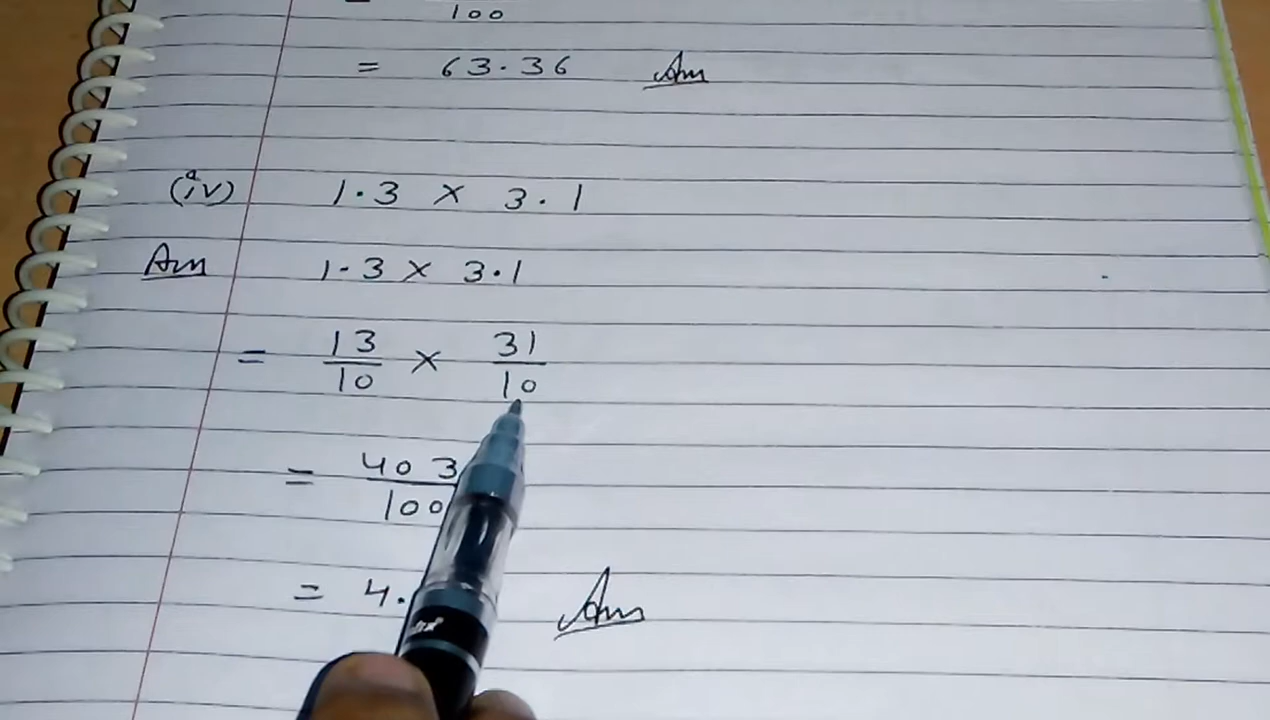 100
= 63.36 Ans
(iv) 1.3 × 3.1
Ans 1.3 × 3.1
= 13/10 × 31/10
= 403/100
= 4. Ans